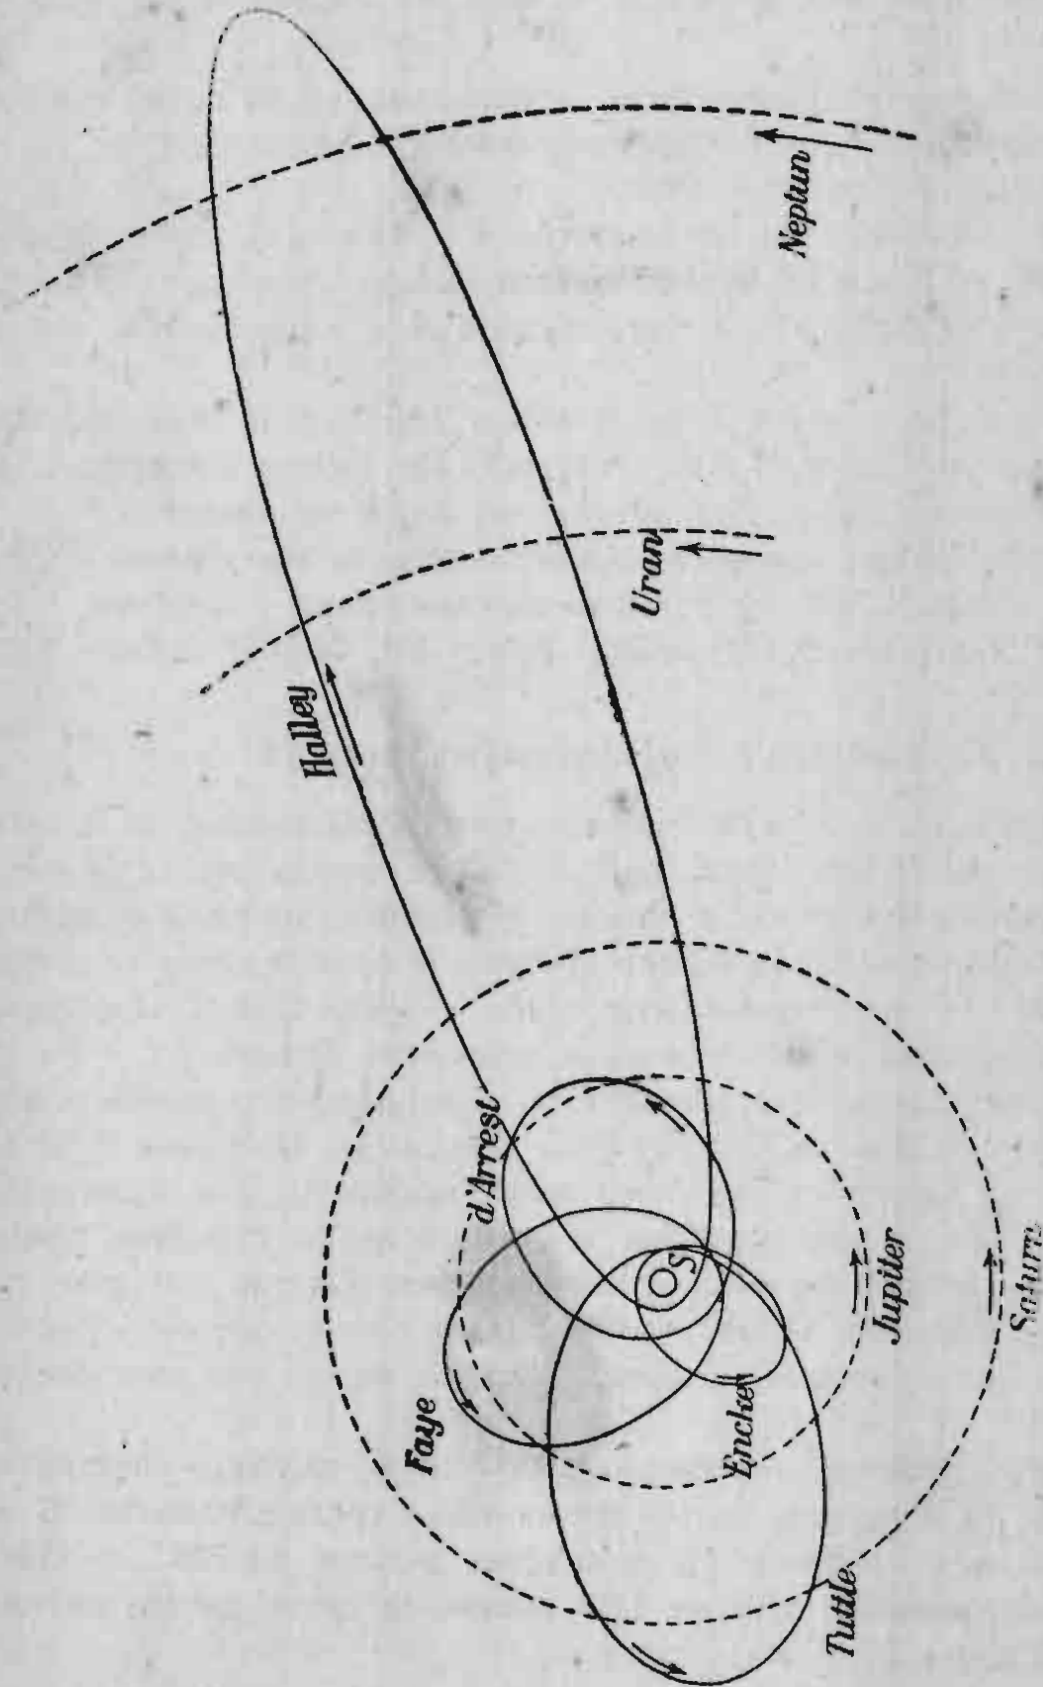 Neptun
Uran
Halley
d'Arrest
S
Jupiter
Saturn
Faye
Encke
Tuttle